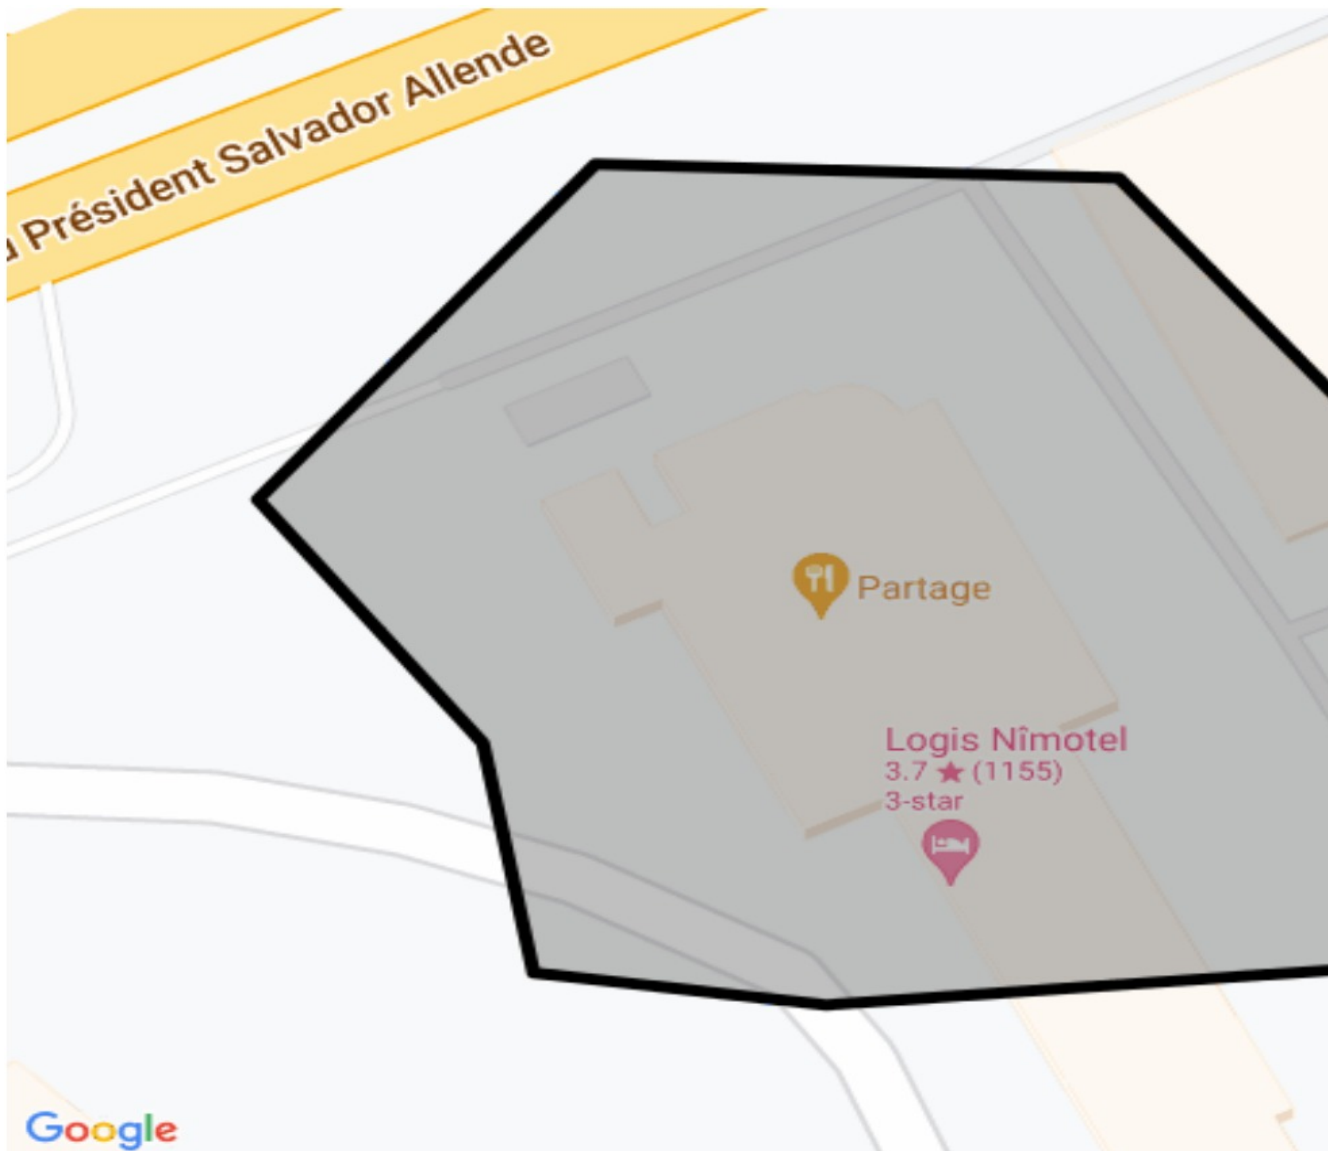 Président Salvador Allende
Partage
Logis Nîmotel
3.7 ★ (1155)
3-star
Google